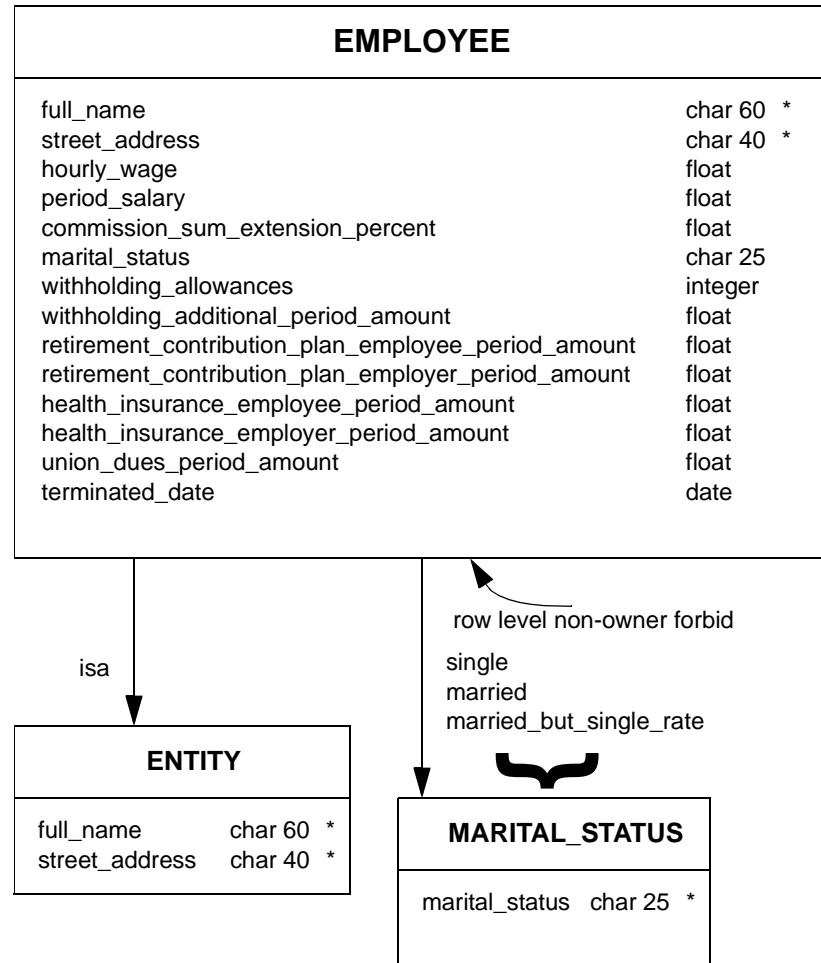 EMPLOYEE
full_name char 60 *
street_address char 40 *
hourly_wage float
period_salary float
commission_sum_extension_percent float
marital_status char 25
withholding_allowances integer
withholding_additional_period_amount float
retirement_contribution_plan_employee_period_amount float
retirement_contribution_plan_employer_period_amount float
health_insurance_employee_period_amount float
health_insurance_employer_period_amount float
union_dues_period_amount float
terminated_date date
row level non-owner forbid
isa
single
married
married_but_single_rate
ENTITY
full_name char 60 *
street_address char 40 *
MARITAL_STATUS
marital_status char 25 *